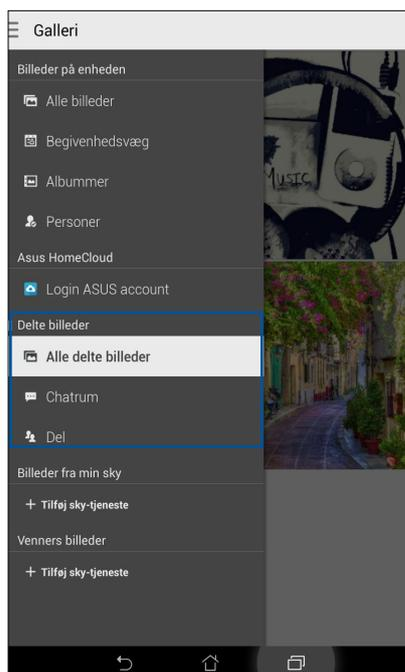 Galleri
Billeder på enheden
Alle billeder
Begivenhedsvæg
Albummer
Personer
Asus HomeCloud
Login ASUS account
Delte billeder
Alle delte billeder
Chatrum
Del
Billeder fra min sky
+ Tilføj sky-tjeneste
Venners billeder
+ Tilføj sky-tjeneste
MUSIC